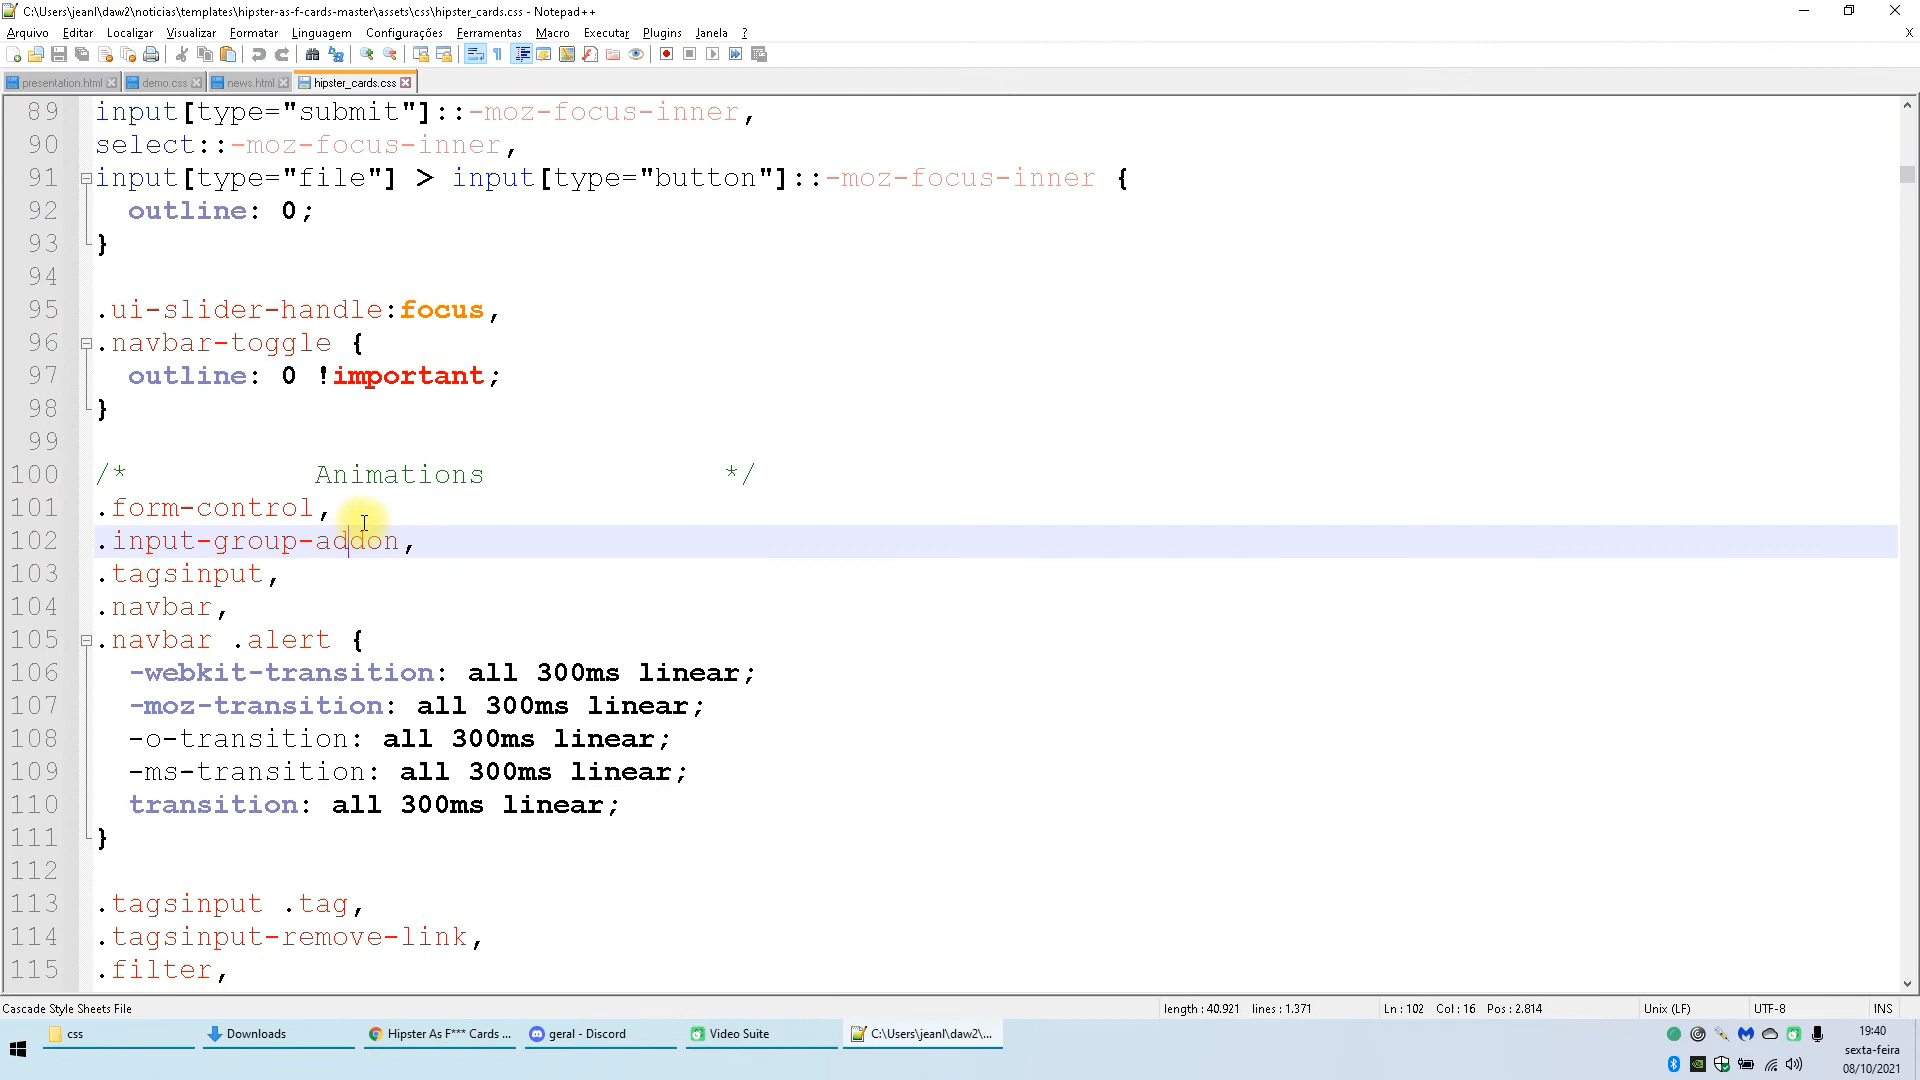 C:\Users\jeanl\daw2\noticias\templates\hipster-as-f-cards-master\assets\css\hipster_cards.css - Notepad++
Arquivo Editar Localizar Visualizar Formatar Linguagem Configurações Ferramentas Macro Executar Plugins Janela ? X
presentation.html demo.css news.html hipster_cards.css
89 input[type="submit"]::-moz-focus-inner,
90 select::-moz-focus-inner,
91 input[type="file"] > input[type="button"]::-moz-focus-inner {
92 outline: 0;
93 }
94
95 .ui-slider-handle:focus,
96 .navbar-toggle {
97 outline: 0 !important;
98 }
99
100 /* Animations */
101 .form-control,
102 .input-group-addon,
103 .tagsinput,
104 .navbar,
105 .navbar .alert {
106 -webkit-transition: all 300ms linear;
107 -moz-transition: all 300ms linear;
108 -o-transition: all 300ms linear;
109 -ms-transition: all 300ms linear;
110 transition: all 300ms linear;
111 }
112
113 .tagsinput .tag,
114 .tagsinput-remove-link,
115 .filter,
Cascade Style Sheets File length : 40.921 lines : 1.371 Ln : 102 Col : 16 Pos : 2.814 Unix (LF) UTF-8 INS
css Downloads Hipster As F*** Cards ... geral - Discord Video Suite C:\Users\jeanl\daw2\...
19:40
sexta-feira
08/10/2021